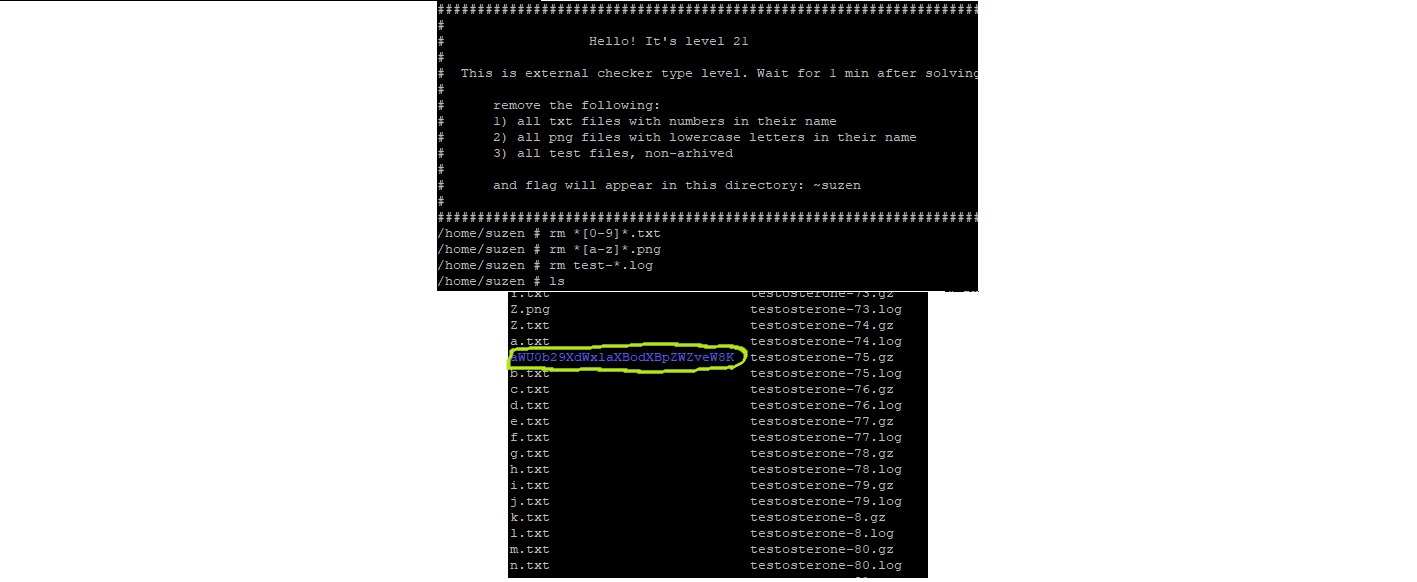 ####################################################################
#
#                  Hello! It's level 21
#
#  This is external checker type level. Wait for 1 min after solving
#
#      remove the following:
#      1) all txt files with numbers in their name
#      2) all png files with lowercase letters in their name
#      3) all test files, non-arhived
#
#      and flag will appear in this directory: ~suzen
#
####################################################################
/home/suzen # rm *[0-9]*.txt
/home/suzen # rm *[a-z]*.png
/home/suzen # rm test-*.log
/home/suzen # ls
testosterone-73.gz
Z.png testosterone-73.log
Z.txt testosterone-74.gz
a.txt testosterone-74.log
aWU0b29XdWxlaXBodXBpZWZveW8K testosterone-75.gz
b.txt testosterone-75.log
c.txt testosterone-76.gz
d.txt testosterone-76.log
e.txt testosterone-77.gz
f.txt testosterone-77.log
g.txt testosterone-78.gz
h.txt testosterone-78.log
i.txt testosterone-79.gz
j.txt testosterone-79.log
k.txt testosterone-8.gz
l.txt testosterone-8.log
m.txt testosterone-80.gz
n.txt testosterone-80.log